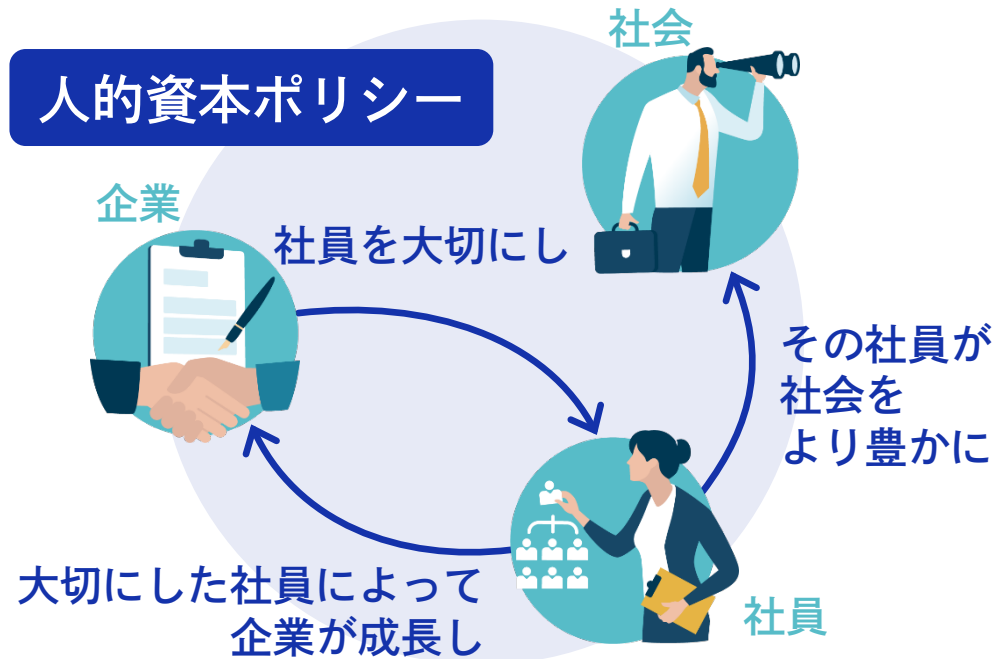 人的資本ポリシー
社会
企業
社員を大切にし
その社員が
社会を
より豊かに
大切にした社員によって
企業が成長し
社員